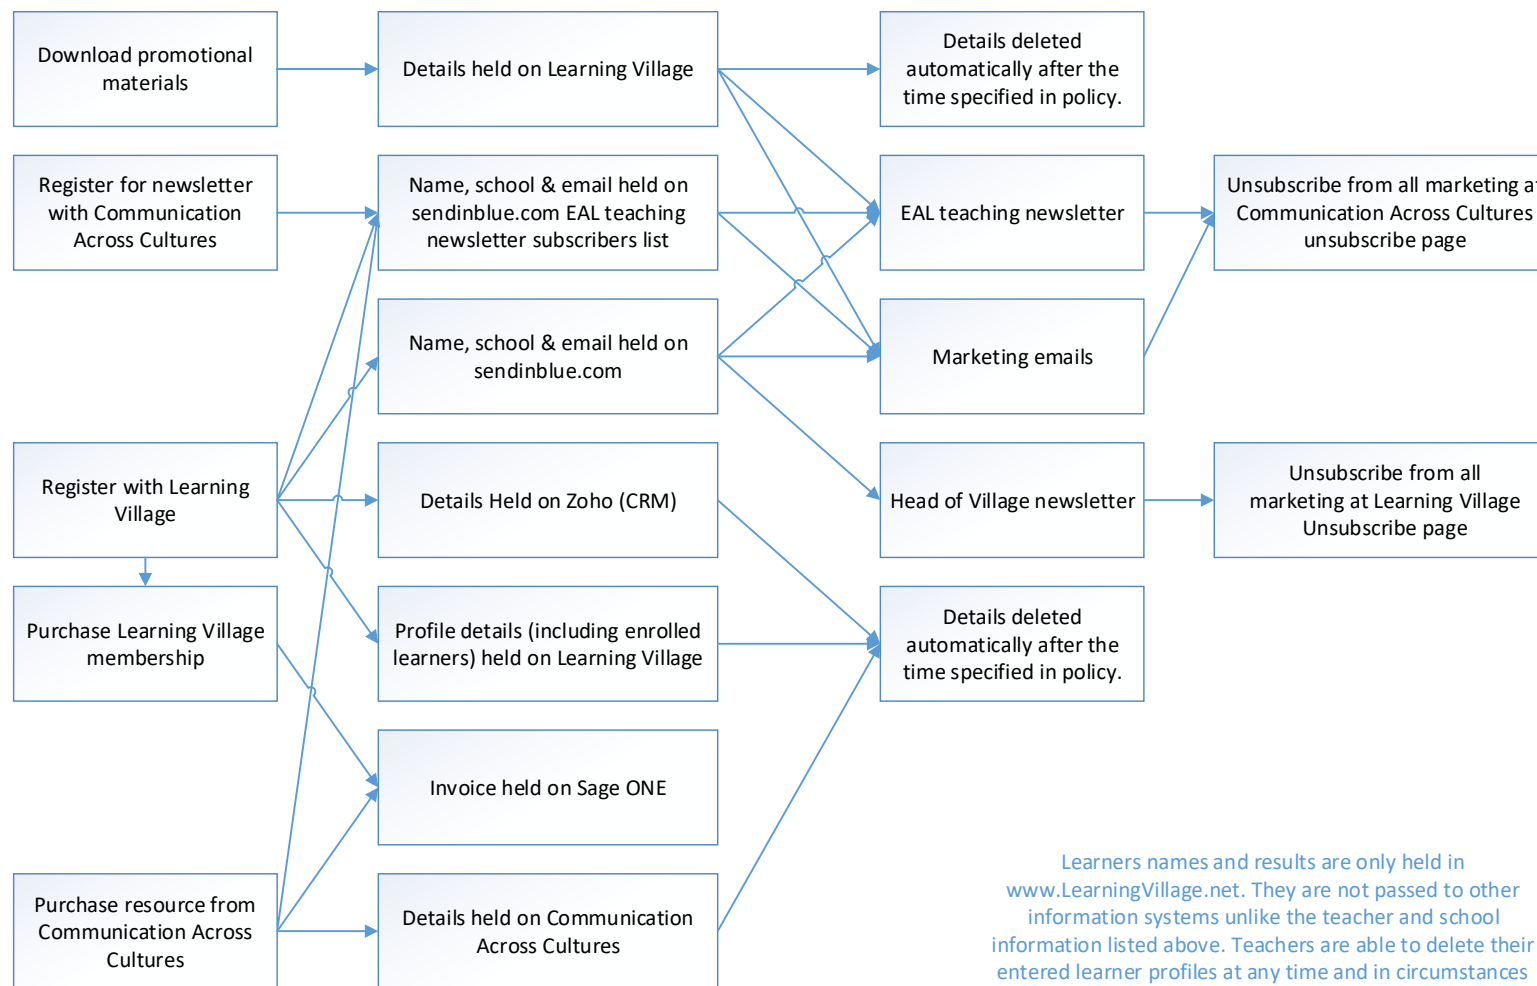 Download promotional
materials
Details held on Learning Village
Details deleted
automatically after the
time specified in policy.
Register for newsletter
with Communication
Across Cultures
Name, school & email held on
sendinblue.com EAL teaching
newsletter subscribers list
EAL teaching newsletter
Unsubscribe from all marketing at
Communication Across Cultures
unsubscribe page
Name, school & email held on
sendinblue.com
Marketing emails
Register with Learning
Village
Details Held on Zoho (CRM)
Head of Village newsletter
Unsubscribe from all
marketing at Learning Village
Unsubscribe page
Purchase Learning Village
membership
Profile details (including enrolled
learners) held on Learning Village
Details deleted
automatically after the
time specified in policy.
Invoice held on Sage ONE
Purchase resource from
Communication Across
Cultures
Details held on Communication
Across Cultures
Learners names and results are only held in
www.LearningVillage.net. They are not passed to other
information systems unlike the teacher and school
information listed above. Teachers are able to delete their
entered learner profiles at any time and in circumstances